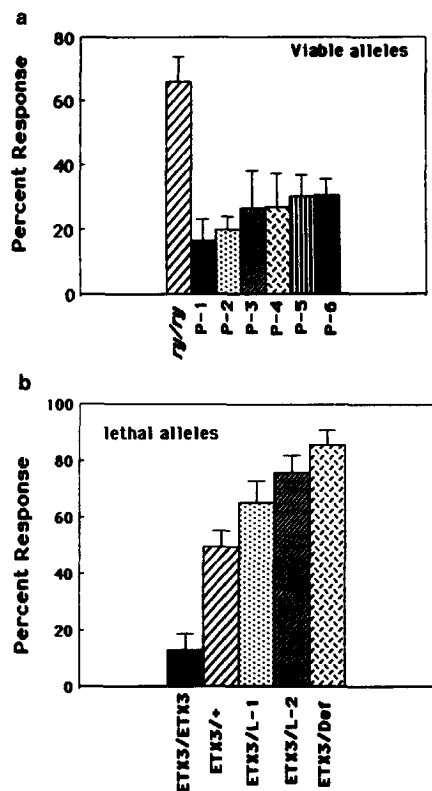 a
Viable alleles
Percent Response
80
60
40
20
0
ry/ry
P-1
P-2
P-3
P-4
P-5
P-6
b
lethal alleles
Percent Response
100
80
60
40
20
0
ETX3/ETX3
ETX3/+
ETX3/L-1
ETX3/L-2
ETX3/Def